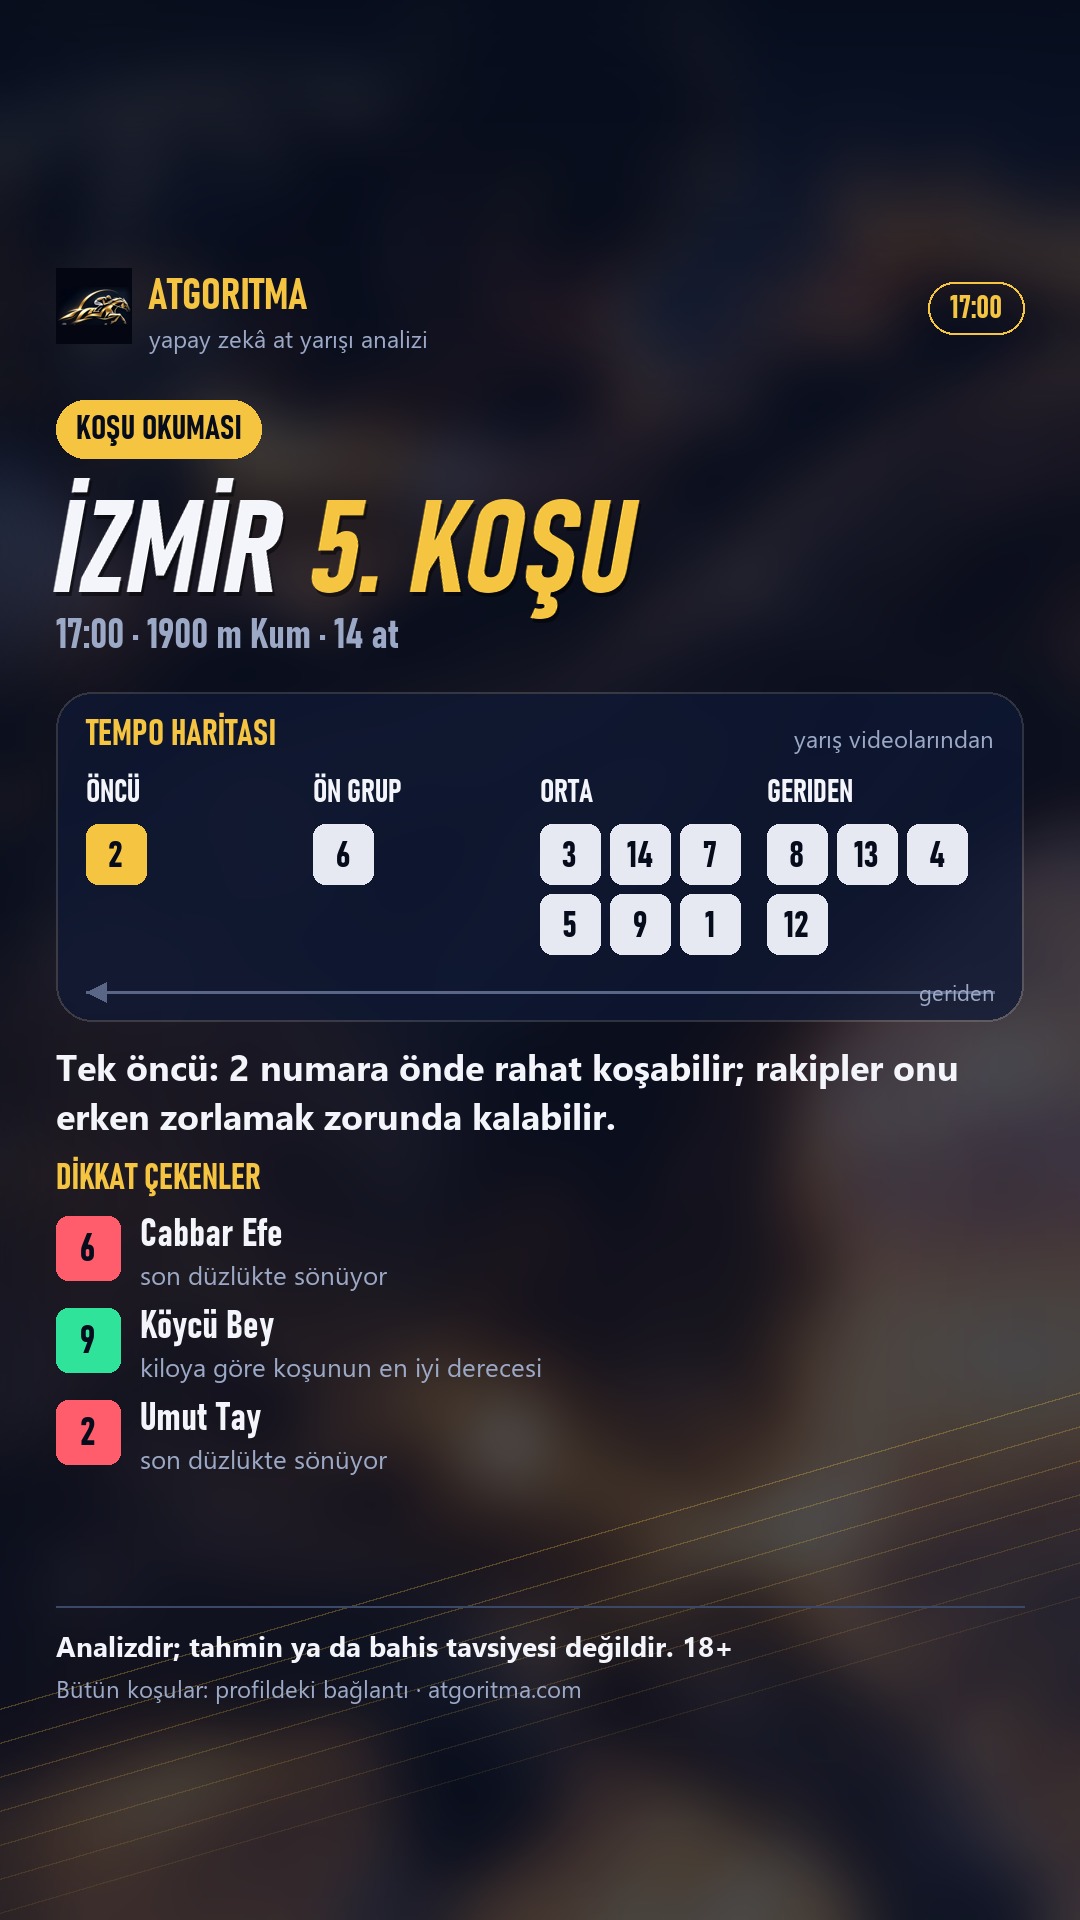 ATGORITMA
yapay zekâ at yarışı analizi
17:00
KOŞU OKUMASI
İZMİR 5. KOŞU
17:00 · 1900 m Kum · 14 at
TEMPO HARİTASI
yarış videolarından
ÖNCÜ ÖN GRUP ORTA GERIDEN
2 6 3 14 7 8 13 4
5 9 1 12
geriden
Tek öncü: 2 numara önde rahat koşabilir; rakipler onu
erken zorlamak zorunda kalabilir.
DİKKAT ÇEKENLER
6 Cabbar Efe
son düzlükte sönüyor
9 Köycü Bey
kiloya göre koşunun en iyi derecesi
2 Umut Tay
son düzlükte sönüyor
Analizdir; tahmin ya da bahis tavsiyesi değildir. 18+
Bütün koşular: profildeki bağlantı · atgoritma.com